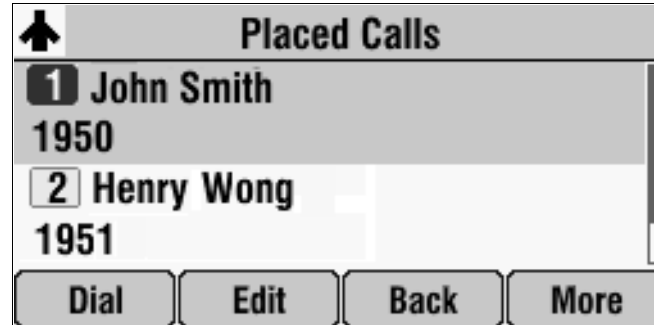 Placed Calls
1 John Smith
1950
2 Henry Wong
1951
Dial Edit Back More